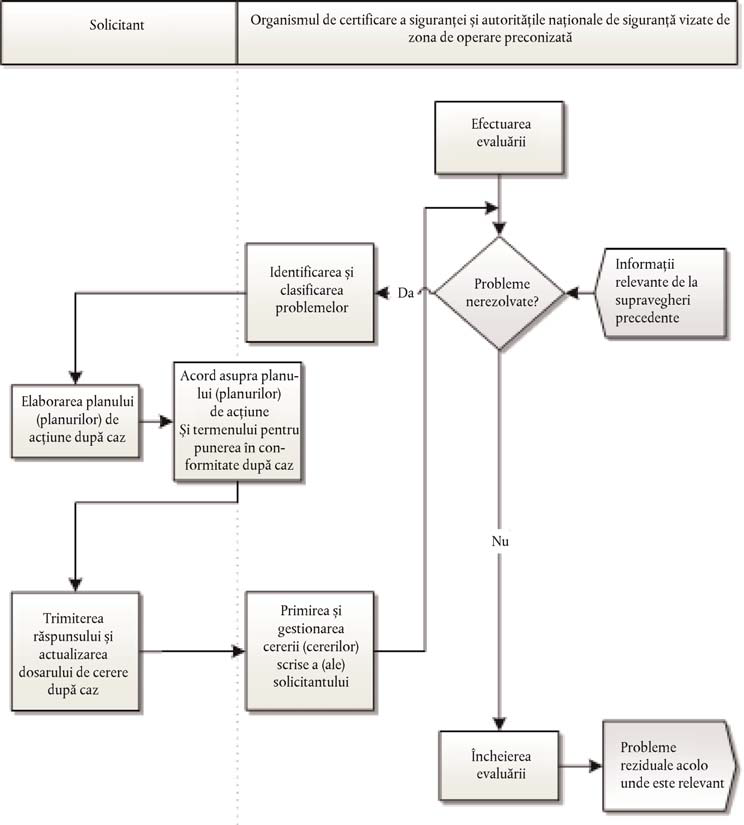 Solicitant
Organismul de certificare a siguranței și autoritățile naționale de siguranță vizate de
zona de operare preconizată
Efectuarea
evaluării
Identificarea și
clasificarea
problemelor
Da
Probleme
nerezolvate?
Informații
relevante de la
supravegheri
precedente
Elaborarea planului
(planurilor) de
acțiune după caz
Acord asupra planu-
lui (planurilor)
de acțiune
Și termenului pentru
punerea în con-
formitate după caz
Nu
Trimiterea
răspunsului și
actualizarea
dosarului de cerere
după caz
Primirea și
gestionarea
cererii (cererilor)
scrise a (ale)
solicitantului
Încheierea
evaluării
Probleme
reziduale acolo
unde este relevant